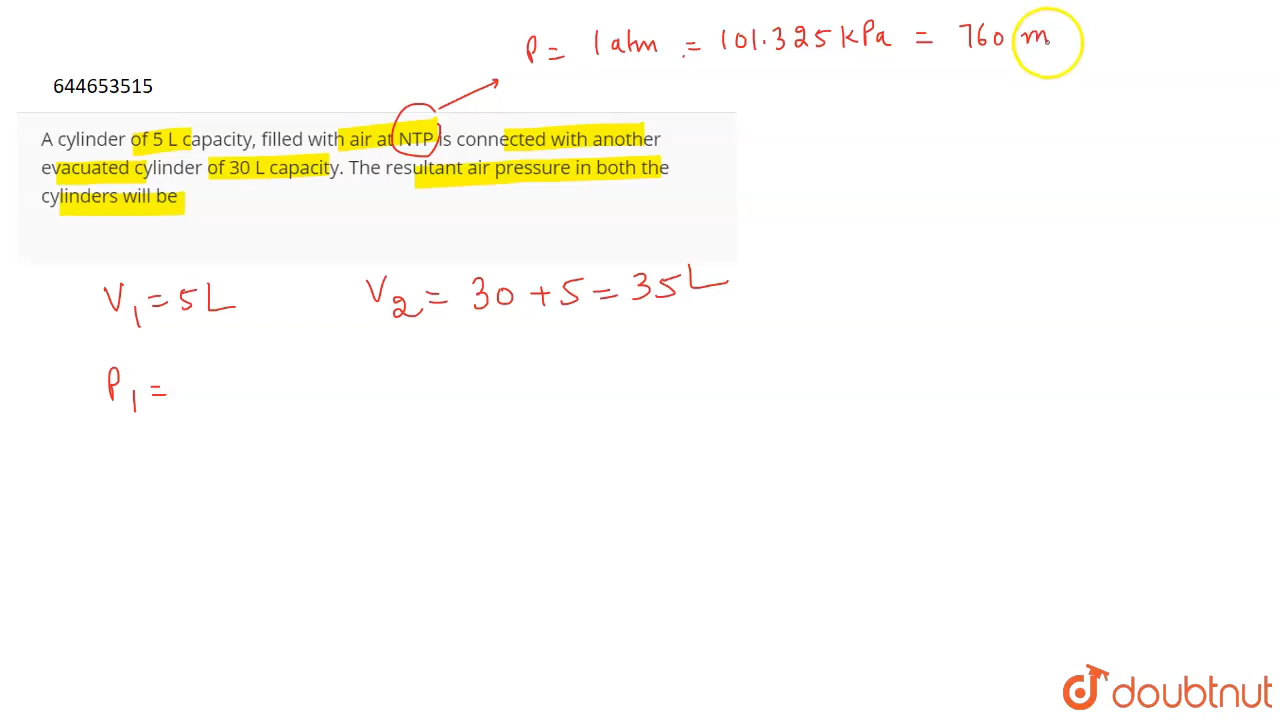 P = 1 atm = 101.325 kPa = 760 m
644653515
A cylinder of 5 L capacity, filled with air at NTP is connected with another
evacuated cylinder of 30 L capacity. The resultant air pressure in both the
cylinders will be
V₁ = 5 L V₂ = 30 + 5 = 35 L
P₁ =
doubtnut